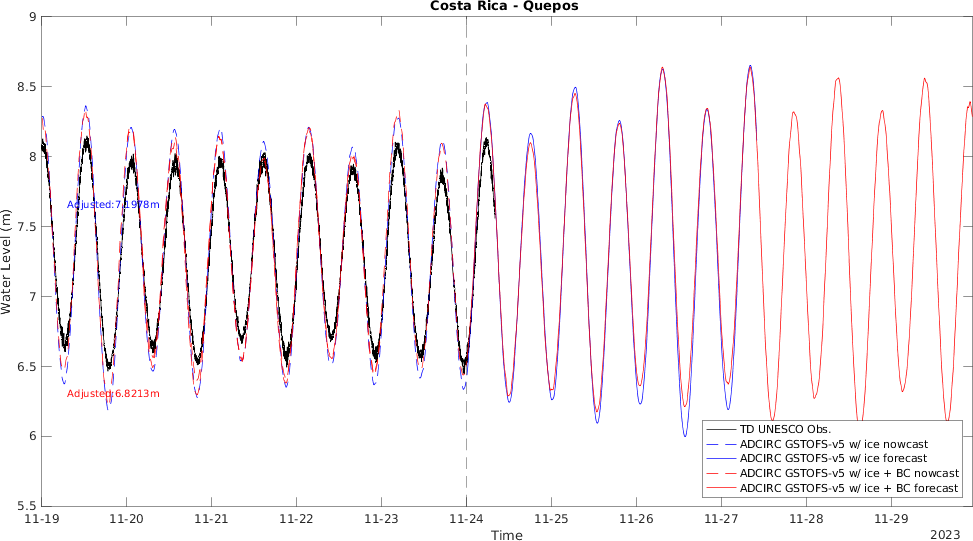 Costa Rica - Quepos
9
8.5
8
7.5
7
6.5
6
5.5
Water Level (m)
Adjusted:7.1978m
Adjusted:6.8213m
TD UNESCO Obs.
ADCIRC GSTOFS-v5 w/ ice nowcast
ADCIRC GSTOFS-v5 w/ ice forecast
ADCIRC GSTOFS-v5 w/ ice + BC nowcast
ADCIRC GSTOFS-v5 w/ ice + BC forecast
11-19 11-20 11-21 11-22 11-23 11-24 11-25 11-26 11-27 11-28 11-29
Time
2023